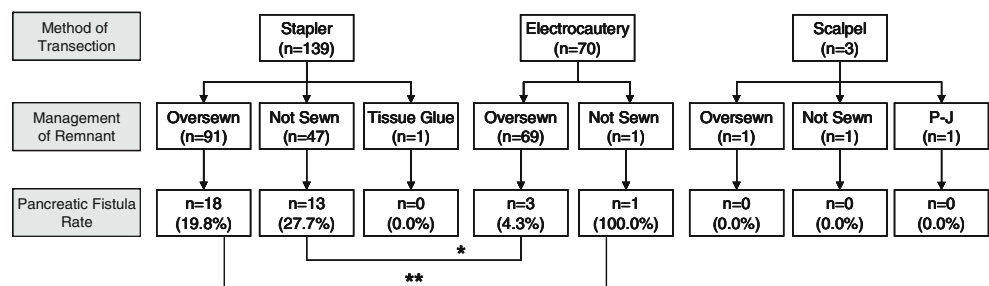 Method of
Transection
Stapler
(n=139)
Electrocautery
(n=70)
Scalpel
(n=3)
Management
of Remnant
Oversewn
(n=91)
Not Sewn
(n=47)
Tissue Glue
(n=1)
Oversewn
(n=69)
Not Sewn
(n=1)
Oversewn
(n=1)
Not Sewn
(n=1)
P-J
(n=1)
Pancreatic Fistula
Rate
n=18
(19.8%)
n=13
(27.7%)
n=0
(0.0%)
n=3
(4.3%)
n=1
(100.0%)
n=0
(0.0%)
n=0
(0.0%)
n=0
(0.0%)
*
**